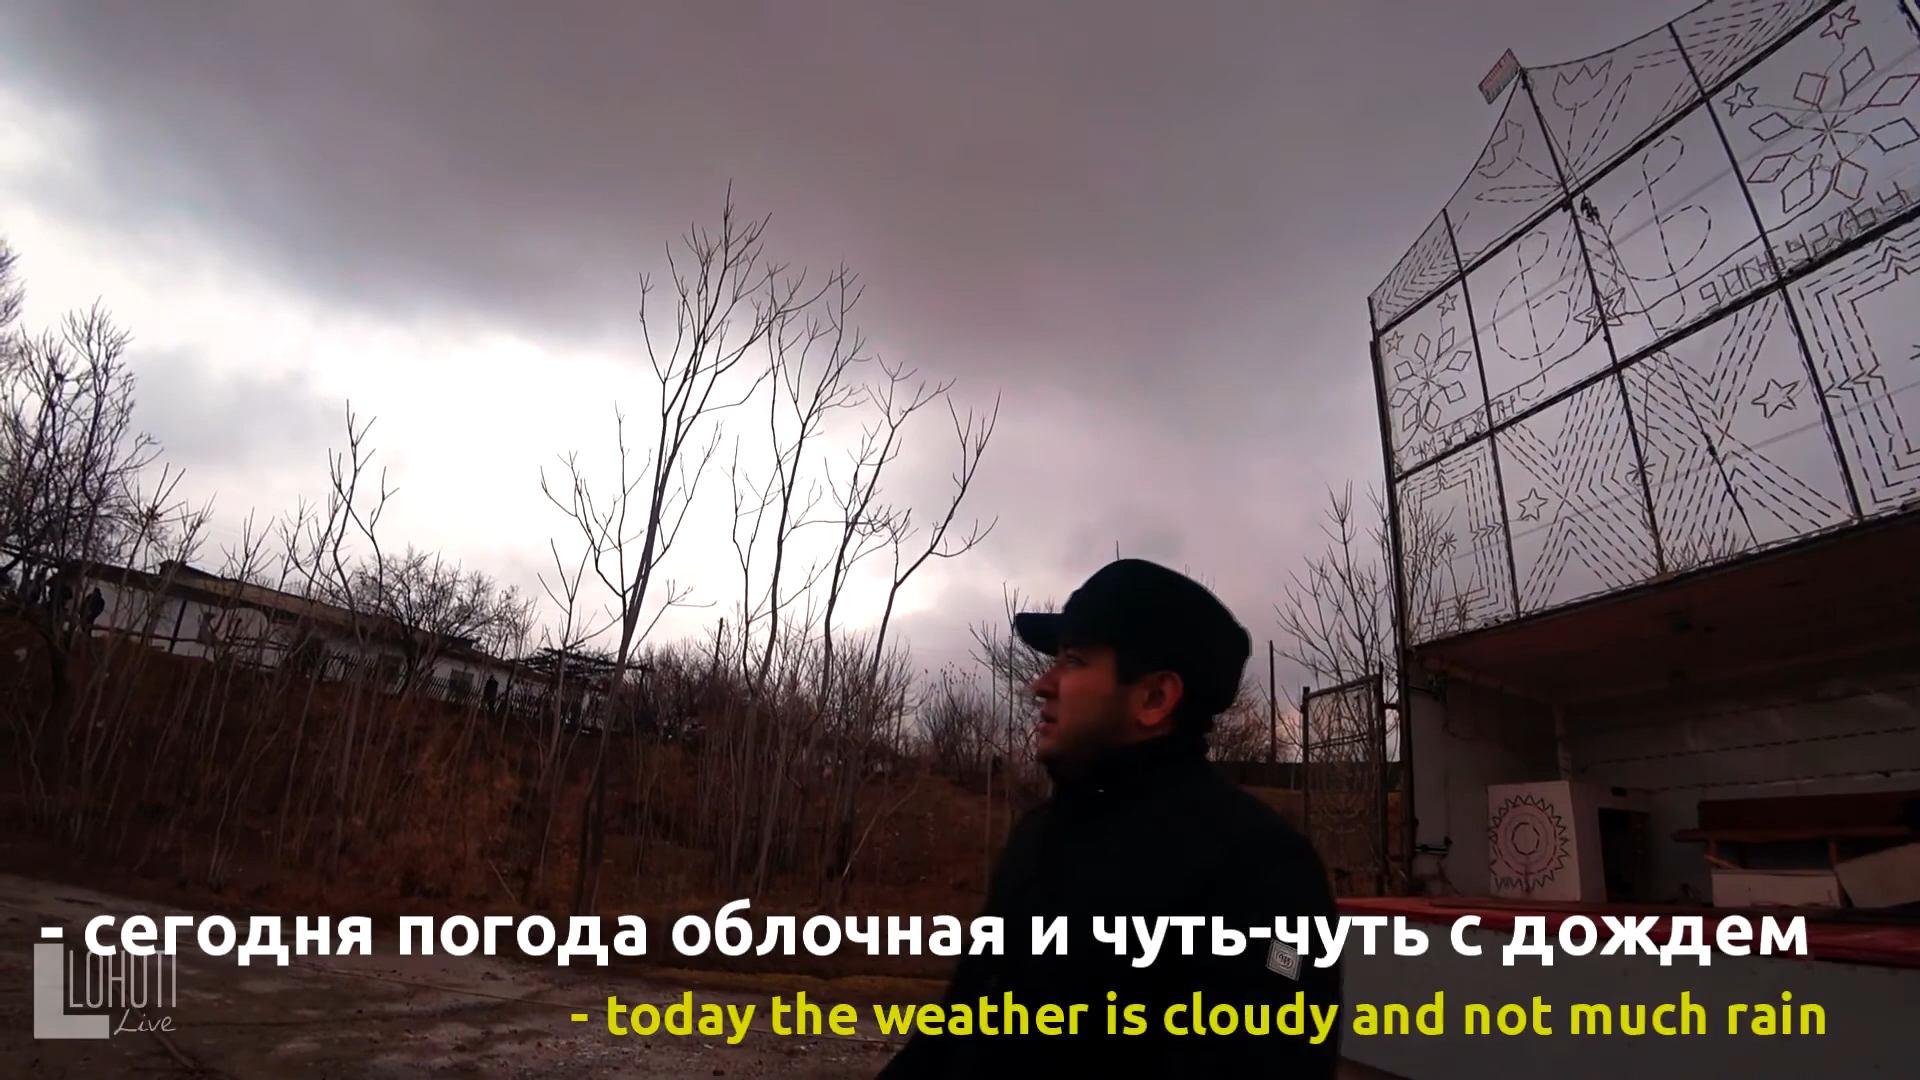 - сегодня погода облочная и чуть-чуть с дождем
- today the weather is cloudy and not much rain
LOHUTI
Live